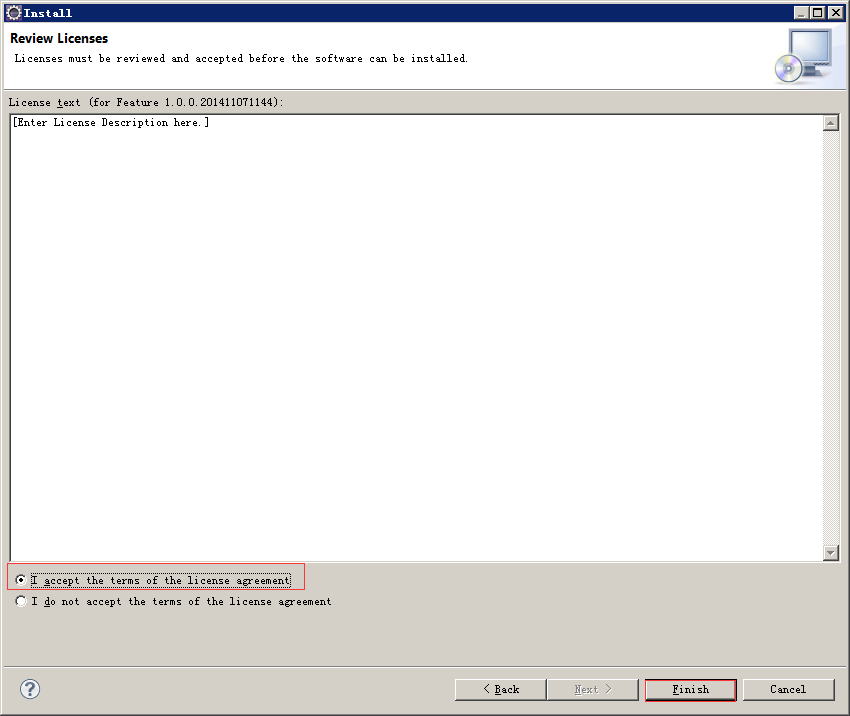 Install
Review Licenses
Licenses must be reviewed and accepted before the software can be installed.
License text (for Feature 1.0.0.201411071144):
[Enter License Description here.]
I accept the terms of the license agreement
I do not accept the terms of the license agreement
?
< Back
Next >
Finish
Cancel